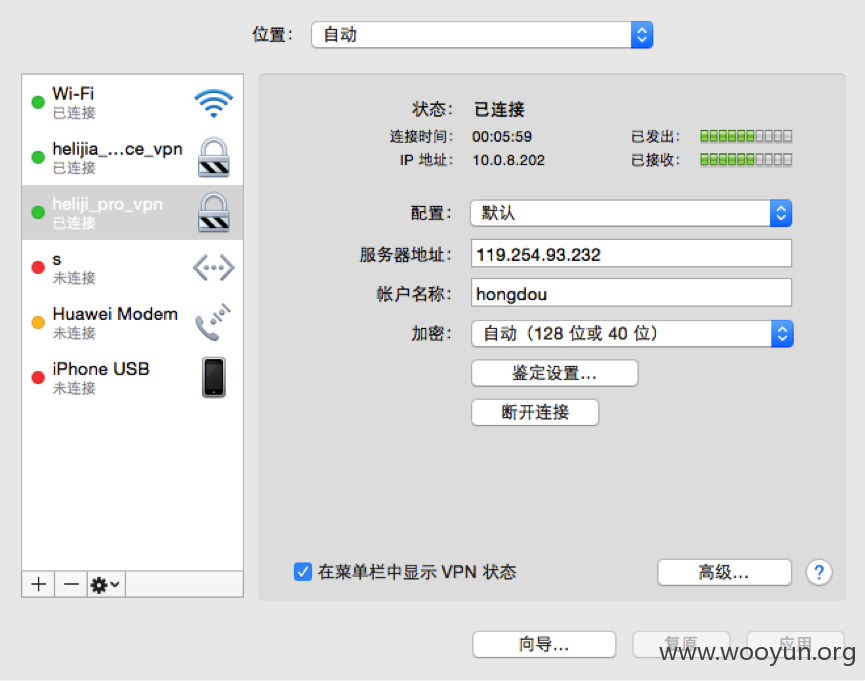 位置： 自动
Wi-Fi
已连接
helijia_...ce_vpn
已连接
heliji_pro_vpn
已连接
s
未连接
Huawei Modem
未连接
iPhone USB
未连接
状态： 已连接
连接时间： 00:05:59 已发出：
IP 地址： 10.0.8.202 已接收：
配置： 默认
服务器地址： 119.254.93.232
帐户名称： hongdou
加密： 自动（128 位或 40 位）
鉴定设置...
断开连接
在菜单栏中显示 VPN 状态 高级... ?
向导... 复原 应用
www.wooyun.org